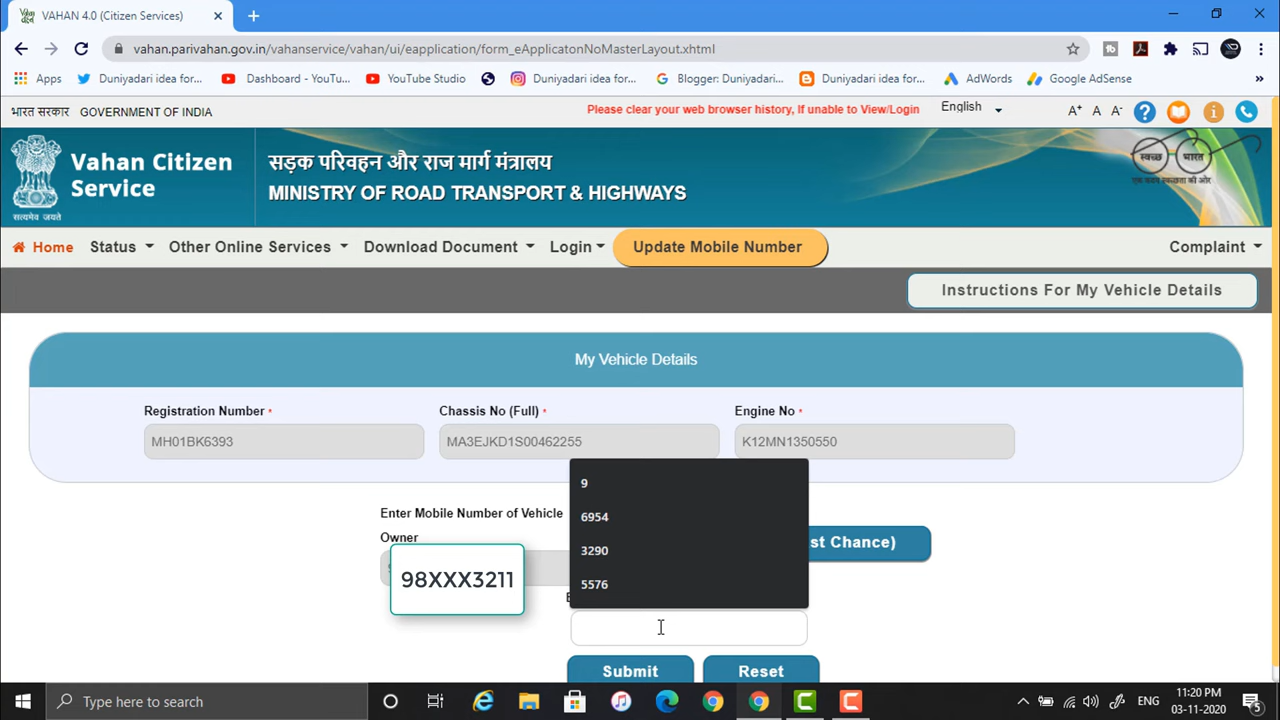 VAHAN 4.0 (Citizen Services)
vahan.parivahan.gov.in/vahanservice/vahan/ui/eapplication/form_eApplicatonNoMasterLayout.xhtml
Apps
Duniyadari idea for...
Dashboard - YouTu...
YouTube Studio
Duniyadari idea for...
Blogger: Duniyadari...
Duniyadari idea for...
AdWords
Google AdSense
भारत सरकार GOVERNMENT OF INDIA
Please clear your web browser history, If unable to View/Login
English
A+ A A-
Vahan Citizen
Service
सत्यमेव जयते
सड़क परिवहन और राज मार्ग मंत्रालय
MINISTRY OF ROAD TRANSPORT & HIGHWAYS
स्वच्छ भारत
एक कदम स्वच्छता की ओर
Home
Status
Other Online Services
Download Document
Login
Update Mobile Number
Complaint
Instructions For My Vehicle Details
My Vehicle Details
Registration Number *
Chassis No (Full) *
Engine No *
MH01BK6393
MA3EJKD1S00462255
K12MN1350550
Enter Mobile Number of Vehicle
Owner
98XXX3211
9
6954
3290
5576
st Chance)
Submit
Reset
Type here to search
ENG
11:20 PM
03-11-2020
5